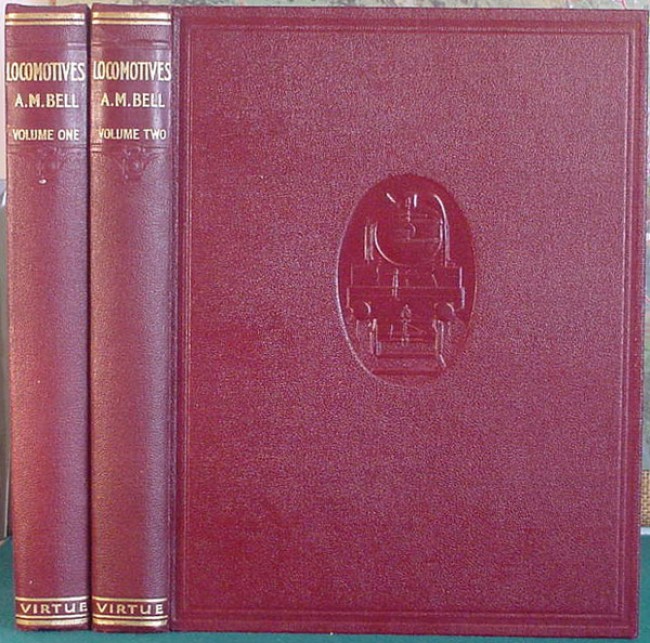 LOCOMOTIVES
A.M.BELL
VOLUME ONE
VIRTUE
LOCOMOTIVES
A.M.BELL
VOLUME TWO
VIRTUE